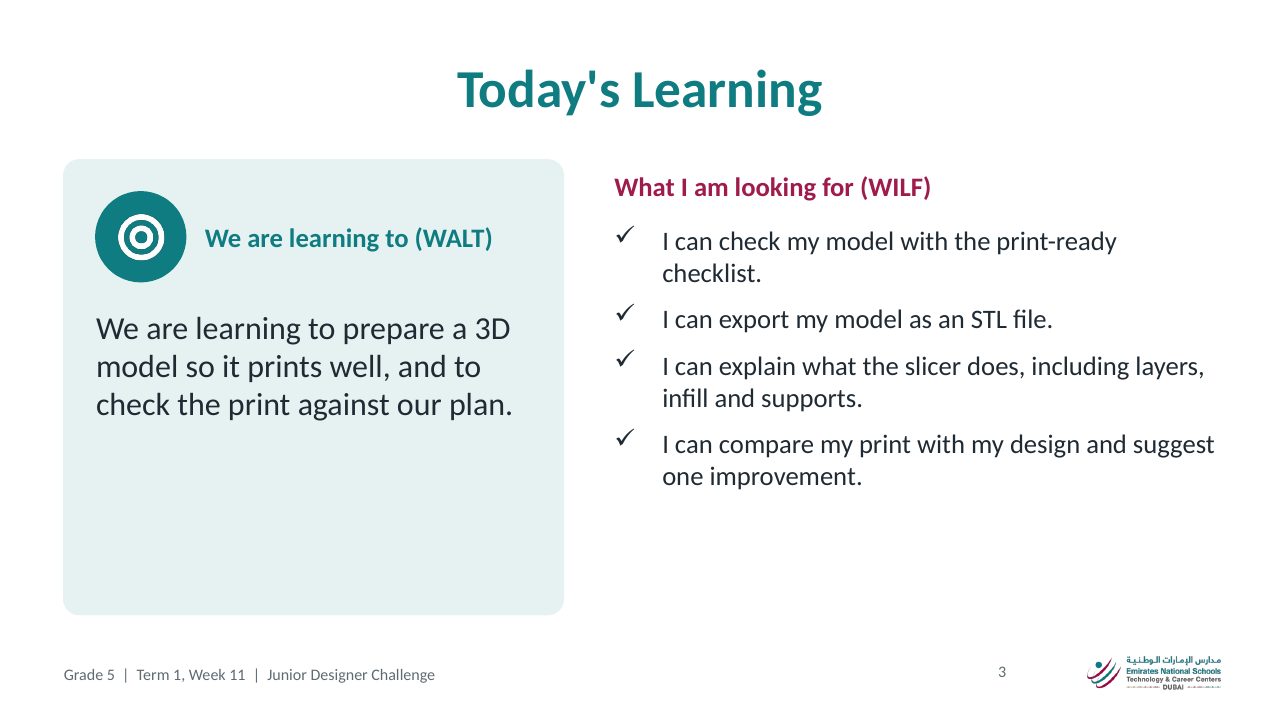 Today's Learning
We are learning to (WALT)
We are learning to prepare a 3D
model so it prints well, and to
check the print against our plan.
What I am looking for (WILF)
✓ I can check my model with the print-ready
checklist.
✓ I can export my model as an STL file.
✓ I can explain what the slicer does, including layers,
infill and supports.
✓ I can compare my print with my design and suggest
one improvement.
Grade 5 | Term 1, Week 11 | Junior Designer Challenge
3
مدارس الإمارات الوطنية
Emirates National Schools
Technology & Career Centers
DUBAI